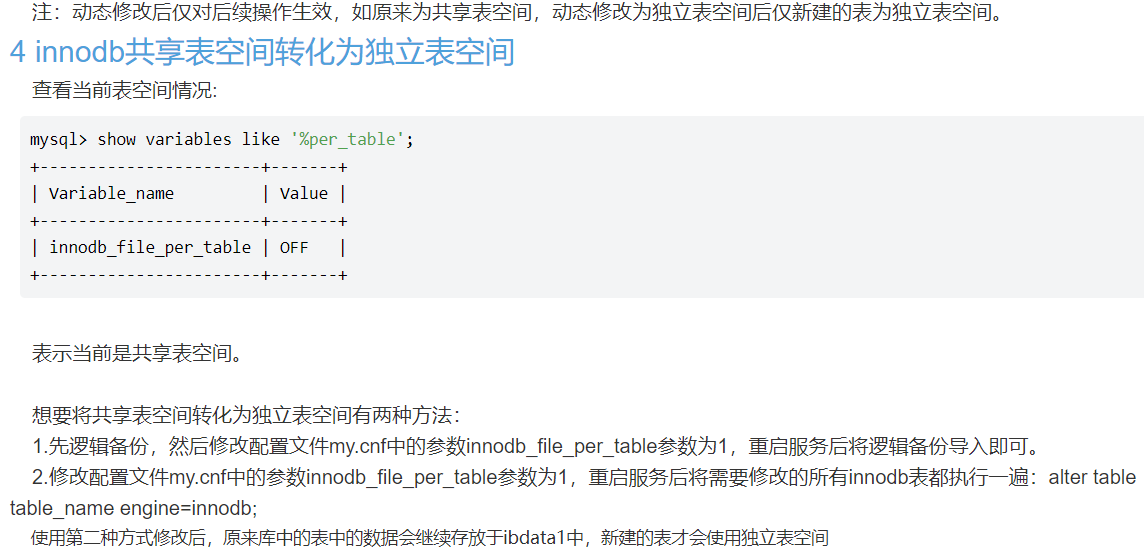 注：动态修改后仅对后续操作生效，如原来为共享表空间，动态修改为独立表空间后仅新建的表为独立表空间。
4 innodb共享表空间转化为独立表空间
查看当前表空间情况:
mysql> show variables like '%per_table';
+-----------------------+-------+
| Variable_name         | Value |
+-----------------------+-------+
| innodb_file_per_table | OFF   |
+-----------------------+-------+
表示当前是共享表空间。
想要将共享表空间转化为独立表空间有两种方法：
1.先逻辑备份，然后修改配置文件my.cnf中的参数innodb_file_per_table参数为1，重启服务后将逻辑备份导入即可。
2.修改配置文件my.cnf中的参数innodb_file_per_table参数为1，重启服务后将需要修改的所有innodb表都执行一遍：alter table
table_name engine=innodb;
使用第二种方式修改后，原来库中的表中的数据会继续存放于ibdata1中，新建的表才会使用独立表空间